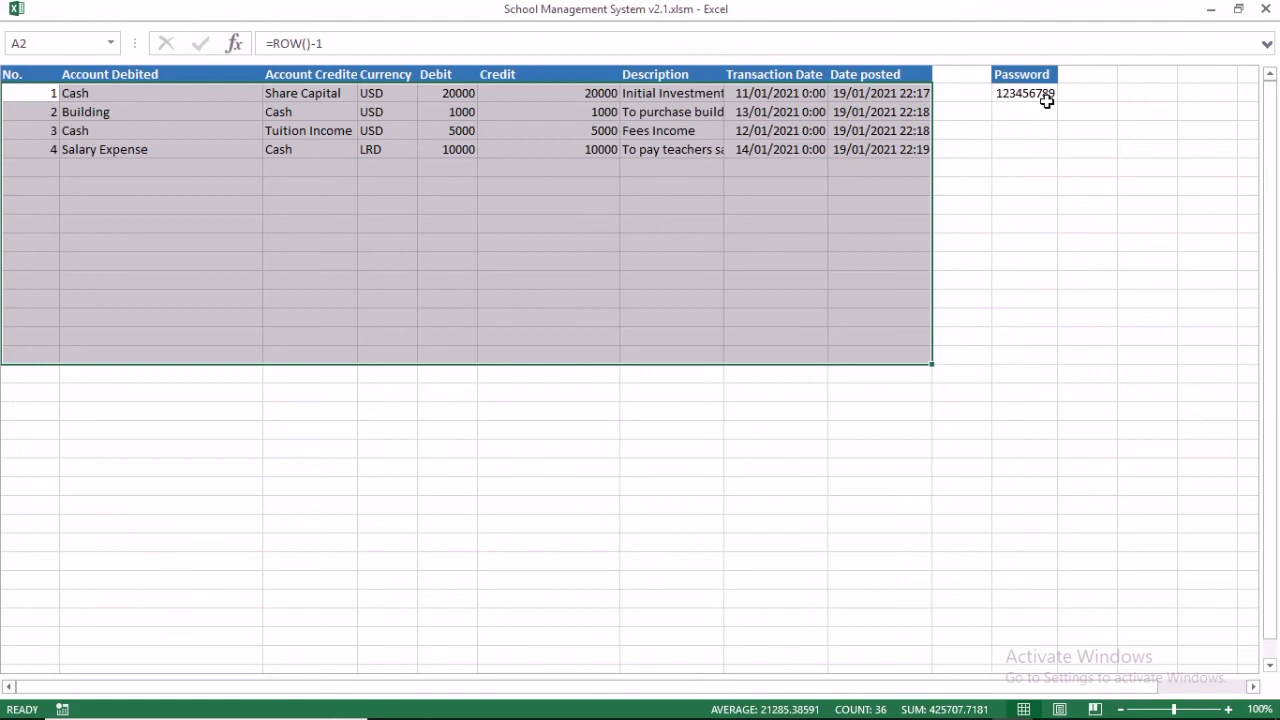 School Management System v2.1.xlsm - Excel
A2 =ROW()-1
No. Account Debited Account Credite Currency Debit Credit Description Transaction Date Date posted Password
1 Cash Share Capital USD 20000 20000 Initial Investment 11/01/2021 0:00 19/01/2021 22:17 123456789
2 Building Cash USD 1000 1000 To purchase build 13/01/2021 0:00 19/01/2021 22:18
3 Cash Tuition Income USD 5000 5000 Fees Income 12/01/2021 0:00 19/01/2021 22:18
4 Salary Expense Cash LRD 10000 10000 To pay teachers sa 14/01/2021 0:00 19/01/2021 22:19
Activate Windows
Go to Settings to activate Windows.
READY AVERAGE: 21285.38591 COUNT: 36 SUM: 425707.7181 100%